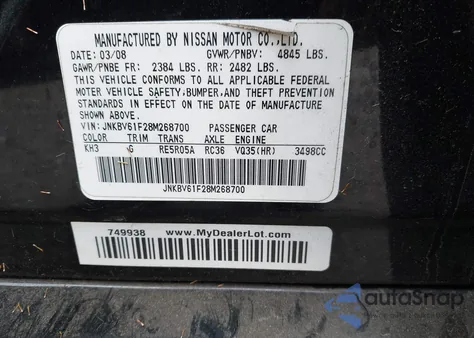 MANUFACTURED BY NISSAN MOTOR CO.,LTD.
DATE: 03/08 GVWR/PNBV: 4845 LBS.
GAWR/PNBE FR: 2384 LBS. RR: 2482 LBS.
THIS VEHICLE CONFORMS TO ALL APPLICABLE FEDERAL
MOTOR VEHICLE SAFETY,BUMPER,AND THEFT PREVENTION
STANDARDS IN EFFECT ON THE DATE OF MANUFACTURE
SHOWN ABOVE.
VIN: JNKBV61F28M268700 PASSENGER CAR
COLOR TRIM TRANS AXLE ENGINE
KH3 G RE5R05A RC36 VQ35(HR) 3498CC
JNKBV61F28M268700
749938 www.MyDealerLot.com
autoSnap